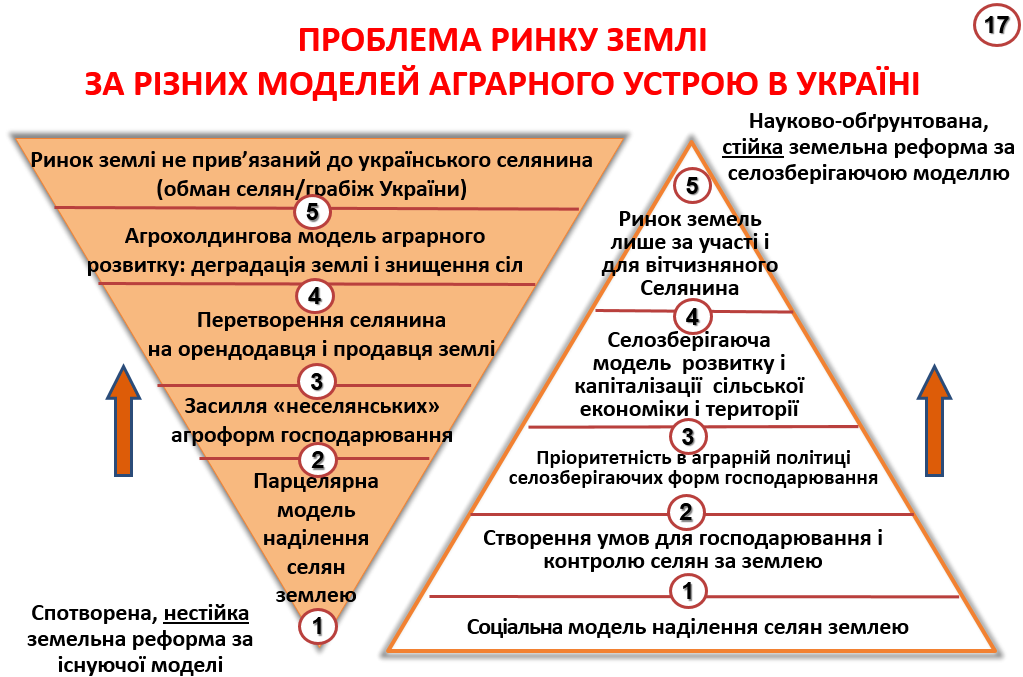 17
ПРОБЛЕМА РИНКУ ЗЕМЛІ
ЗА РІЗНИХ МОДЕЛЕЙ АГРАРНОГО УСТРОЮ В УКРАЇНІ
Ринок землі не прив’язаний до українського селянина
(обман селян/грабіж України)
5
Агрохолдингова модель аграрного
розвитку: деградація землі і знищення сіл
4
Перетворення селянина
на орендодавця і продавця землі
3
Засилля «неселянських»
агроформ господарювання
2
Парцелярна
модель
наділення
селян
землею
1
Спотворена, нестійка
земельна реформа за
існуючої моделі
Науково-обґрунтована,
стійка земельна реформа за
селозберігаючою моделлю
5
Ринок земель
лише за участі і
для вітчизняного
Селянина
4
Селозберігаюча
модель розвитку і
капіталізації сільської
економіки і території
3
Пріоритетність в аграрній політиці
селозберігаючих форм господарювання
2
Створення умов для господарювання і
контролю селян за землею
1
Соціальна модель наділення селян землею